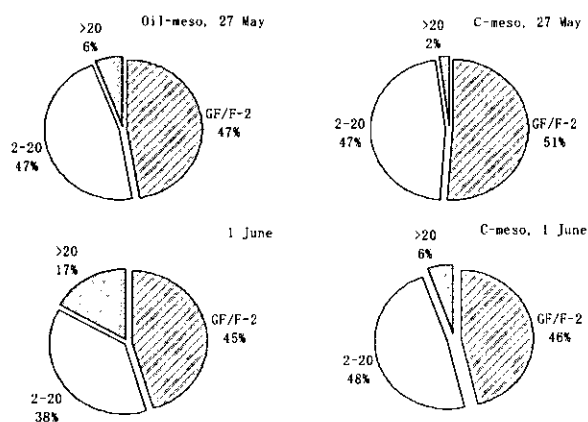 Oil-meso, 27 May
>20
6%
GF/F-2
47%
2-20
47%
C-meso, 27 May
>20
2%
GF/F-2
51%
2-20
47%
1 June
>20
17%
GF/F-2
45%
2-20
38%
C-meso, 1 June
>20
6%
GF/F-2
46%
2-20
48%